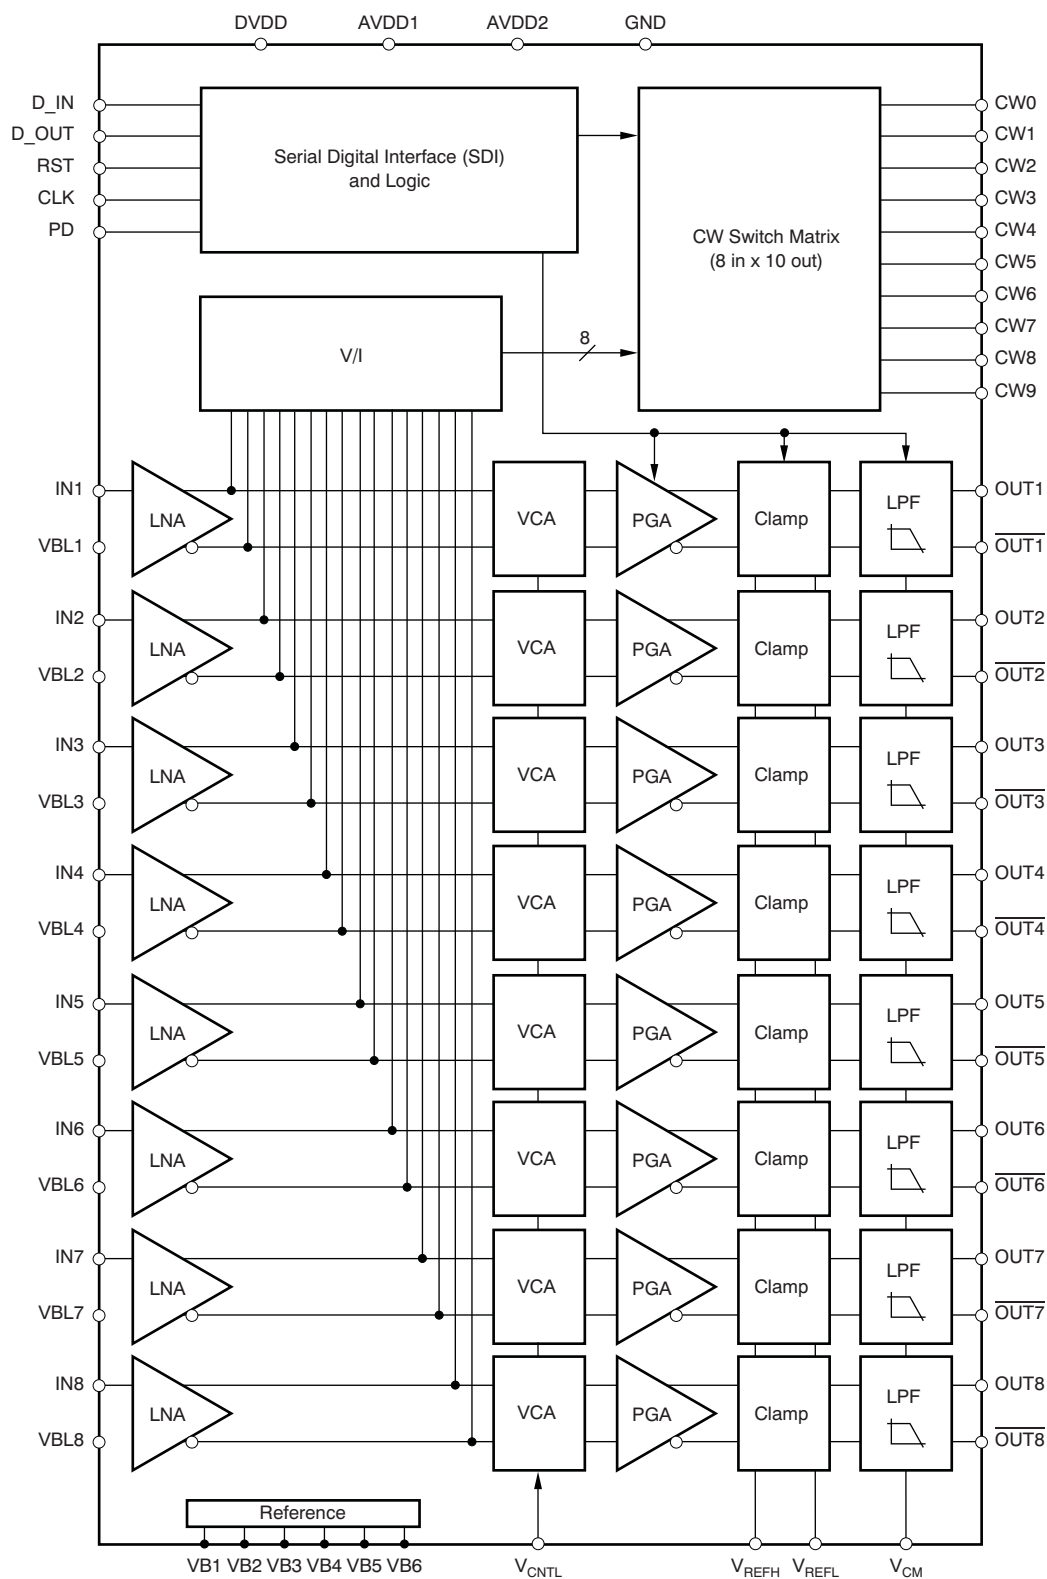 DVDD AVDD1 AVDD2 GND
D_IN
D_OUT
RST
CLK
PD
Serial Digital Interface (SDI)
and Logic
CW Switch Matrix
(8 in x 10 out)
CW0
CW1
CW2
CW3
CW4
CW5
CW6
CW7
CW8
CW9
V/I
8
IN1
VBL1
LNA VCA PGA Clamp LPF
OUT1
OUT1
IN2
VBL2
LNA VCA PGA Clamp LPF
OUT2
OUT2
IN3
VBL3
LNA VCA PGA Clamp LPF
OUT3
OUT3
IN4
VBL4
LNA VCA PGA Clamp LPF
OUT4
OUT4
IN5
VBL5
LNA VCA PGA Clamp LPF
OUT5
OUT5
IN6
VBL6
LNA VCA PGA Clamp LPF
OUT6
OUT6
IN7
VBL7
LNA VCA PGA Clamp LPF
OUT7
OUT7
IN8
VBL8
LNA VCA PGA Clamp LPF
OUT8
OUT8
Reference
VB1 VB2 VB3 VB4 VB5 VB6 VCNTL VREFH VREFL VCM